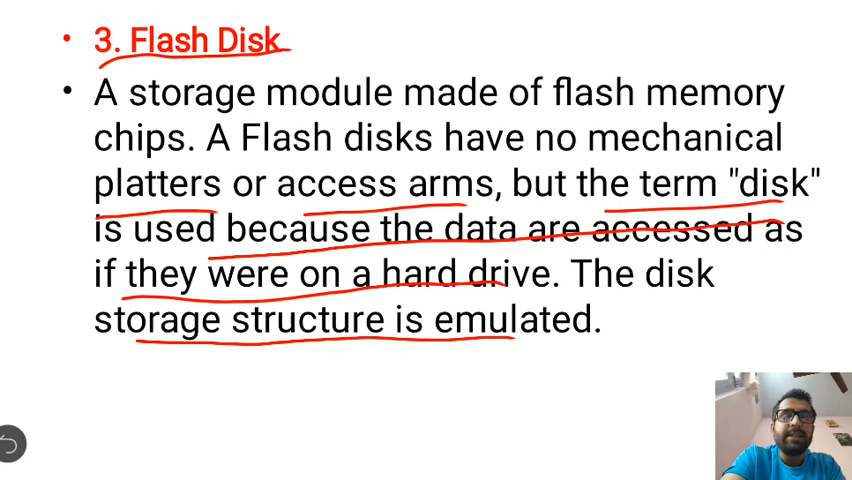 • 3. Flash Disk
• A storage module made of flash memory
chips. A Flash disks have no mechanical
platters or access arms, but the term "disk"
is used because the data are accessed as
if they were on a hard drive. The disk
storage structure is emulated.